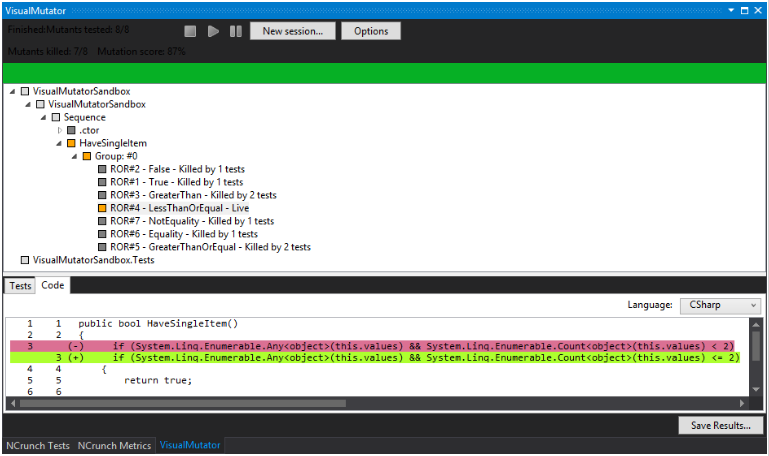 VisualMutator
Finished:Mutants tested: 8/8
New session...
Options
Mutants killed: 7/8 Mutation score: 87%
VisualMutatorSandbox
VisualMutatorSandbox
Sequence
.ctor
HaveSingleItem
Group: #0
ROR#2 - False - Killed by 1 tests
ROR#1 - True - Killed by 1 tests
ROR#3 - GreaterThan - Killed by 2 tests
ROR#4 - LessThanOrEqual - Live
ROR#7 - NotEquality - Killed by 1 tests
ROR#6 - Equality - Killed by 1 tests
ROR#5 - GreaterThanOrEqual - Killed by 2 tests
VisualMutatorSandbox.Tests
Tests Code
Language: CSharp
1 1 public bool HaveSingleItem()
2 2 {
3 (-) if (System.Linq.Enumerable.Any<object>(this.values) && System.Linq.Enumerable.Count<object>(this.values) < 2)
3 (+) if (System.Linq.Enumerable.Any<object>(this.values) && System.Linq.Enumerable.Count<object>(this.values) <= 2)
4 4 {
5 5 return true;
6 6
Save Results...
NCrunch Tests NCrunch Metrics VisualMutator